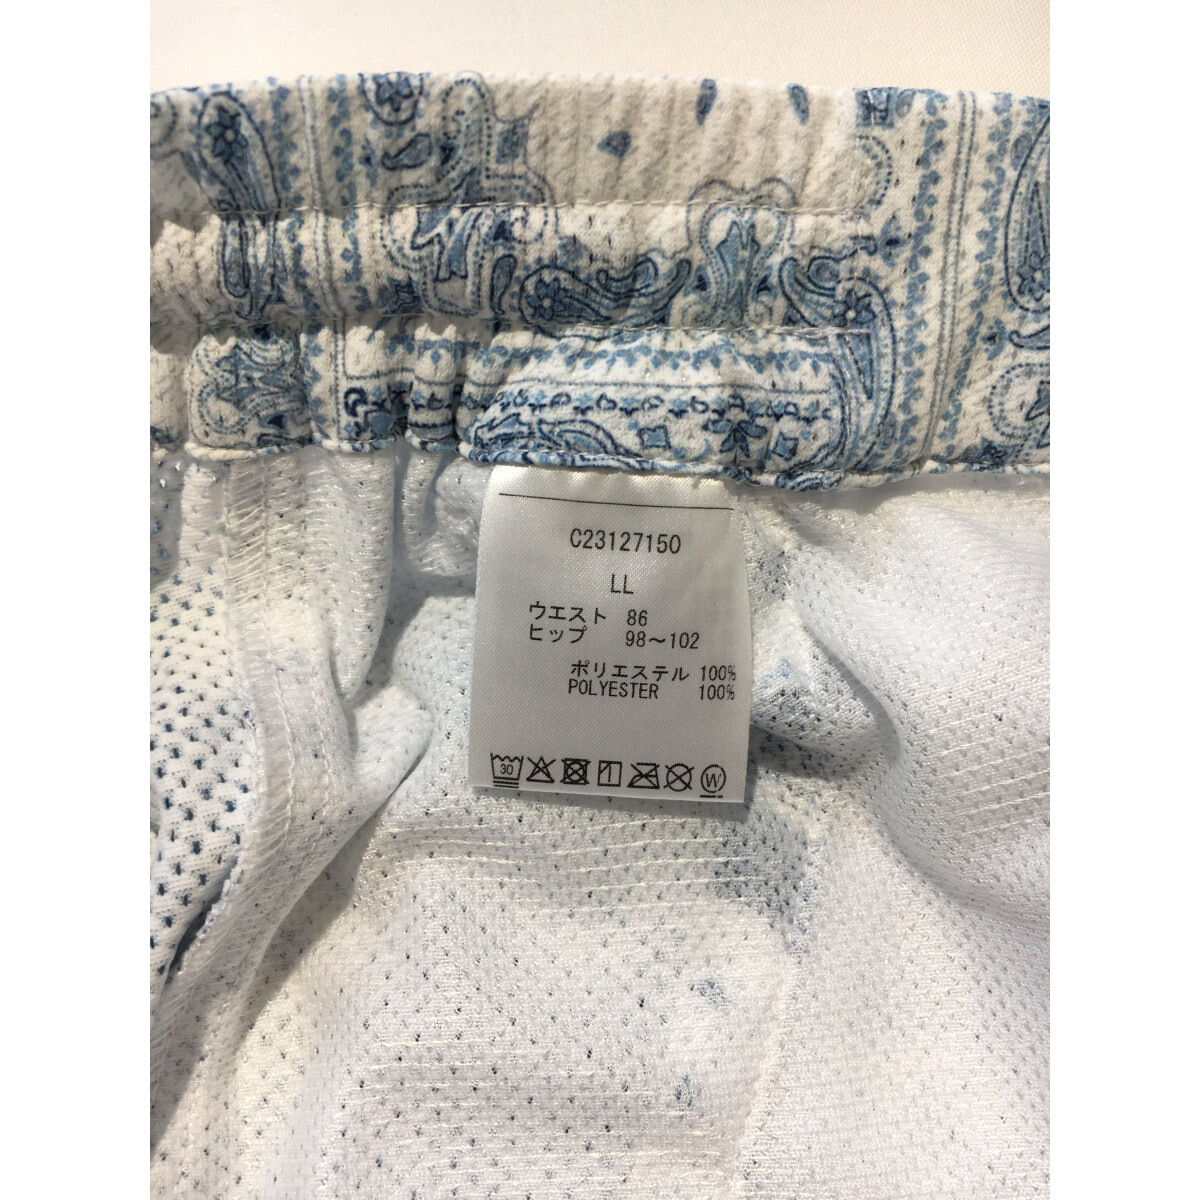 C23127150
LL
ウエスト 86
ヒップ 98～102
ポリエステル 100%
POLYESTER 100%
30 W